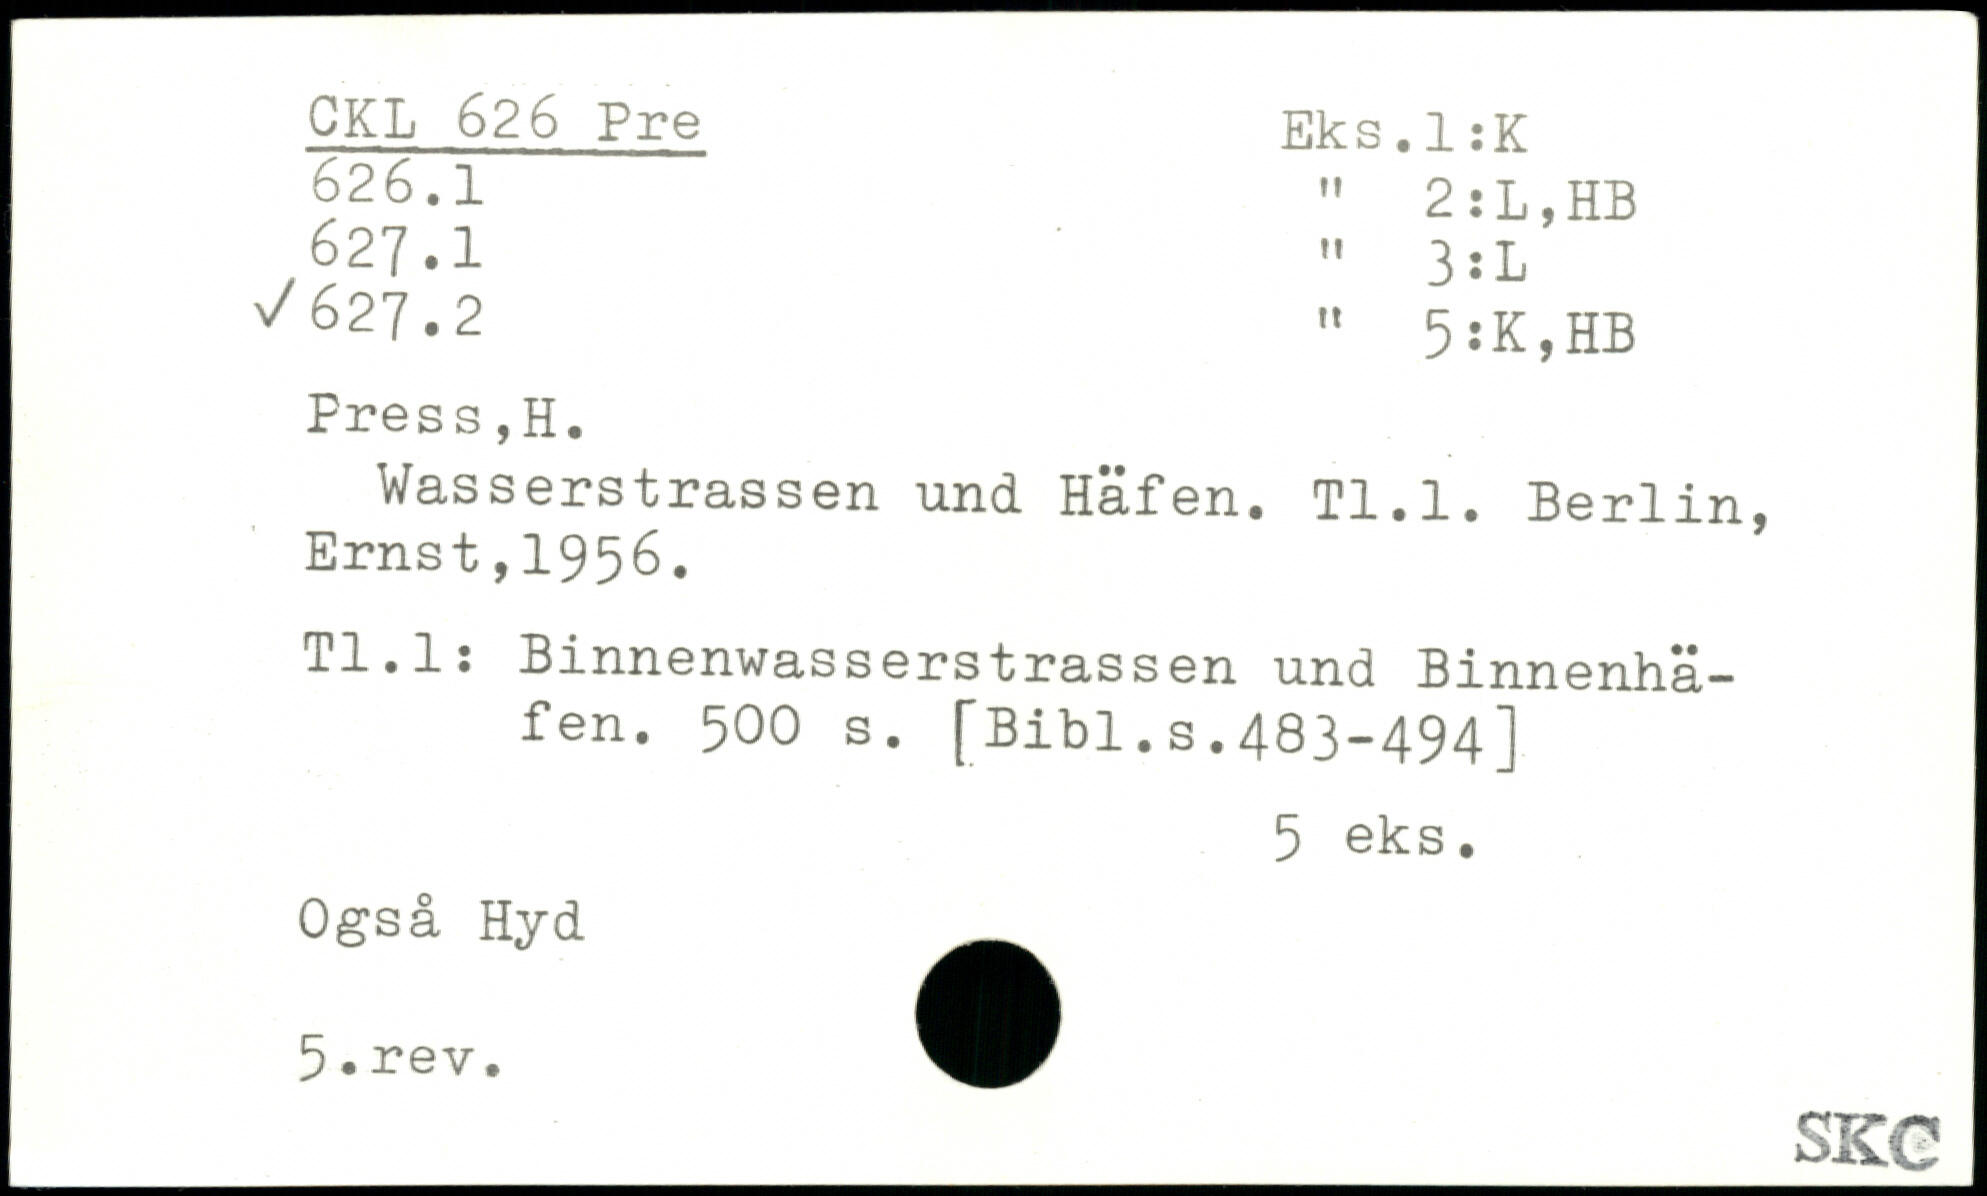 CKL 626 Pre
626.1
627.1
✓627.2
Eks.1:K
" 2:L,HB
" 3:L
" 5:K,HB
Press,H.
Wasserstrassen und Häfen. Tl.1. Berlin,
Ernst,1956.
Tl.1: Binnenwasserstrassen und Binnenhä-
fen. 500 s. [Bibl.s.483-494]
5 eks.
Også Hyd
5.rev.
SKC